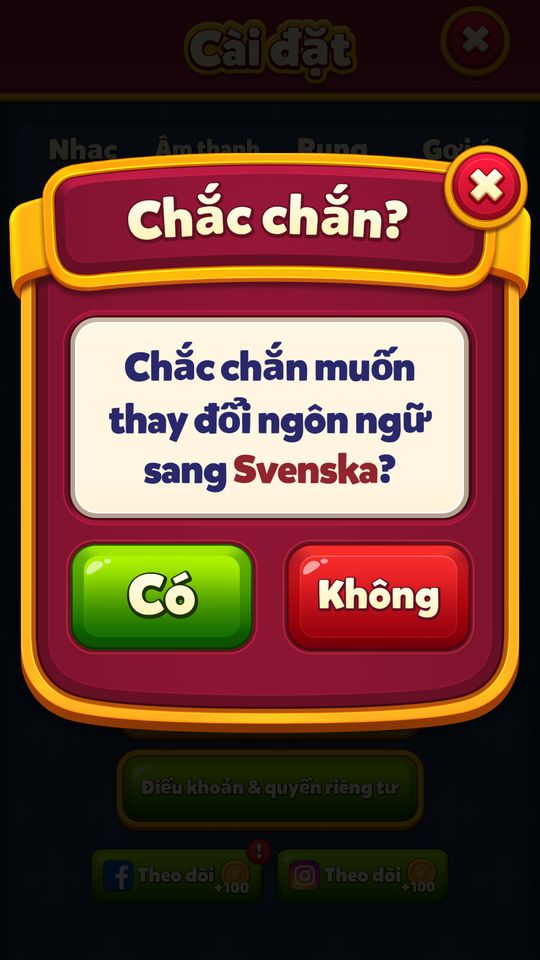 Cài đặt
Nhạc Âm thanh Rung Gợi ý
Chắc chắn?
Chắc chắn muốn
thay đổi ngôn ngữ
sang Svenska?
Có
Không
Điều khoản & quyền riêng tư
Theo dõi
+100
!
Theo dõi
+100